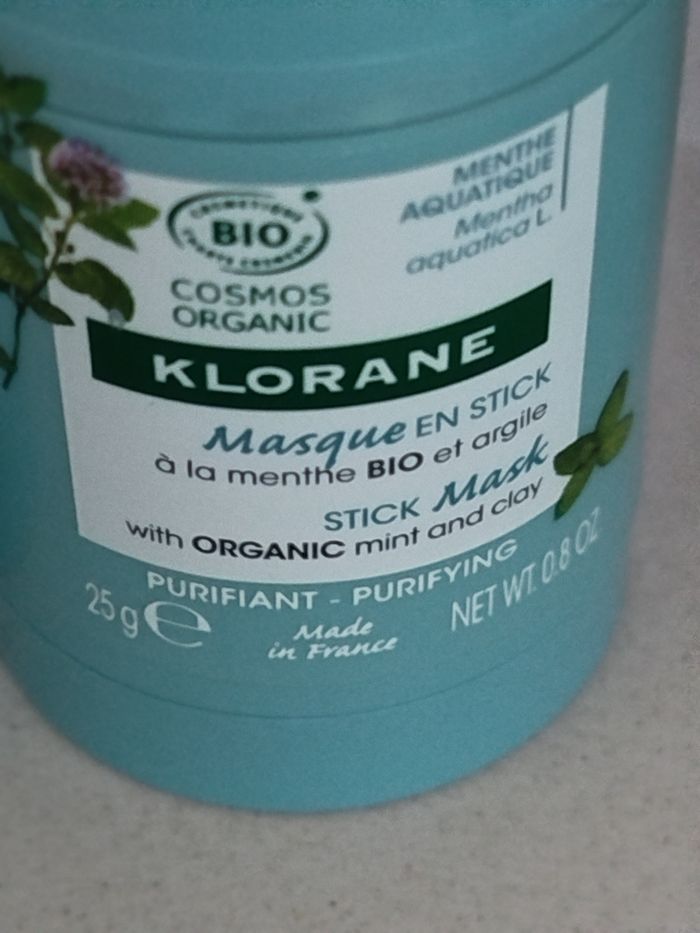 BIO
COSMOS
ORGANIC
MENTHE
AQUATIQUE
Mentha
aquatica L.
KLORANE
Masque EN STICK
à la menthe BIO et argile
STICK Mask
with ORGANIC mint and clay
PURIFIANT - PURIFYING
25 g e
Made
in France
NET WT. 0.8 OZ.